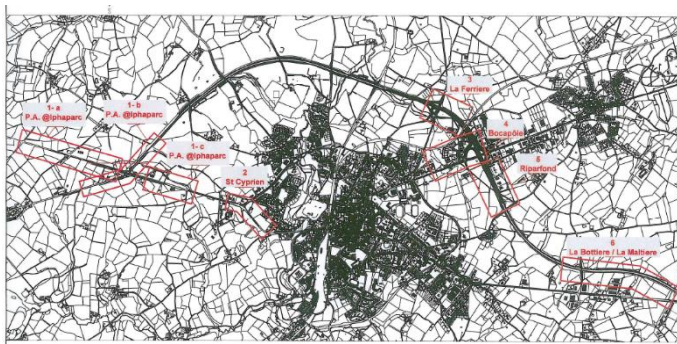 1- a
P.A. @lphaparc
1- b
P.A. @lphaparc
1- c
P.A. @lphaparc
2
St Cyprien
3
La Ferriere
4
Bocapôle
5
Riparfond
6
La Bottiere / La Maltiere